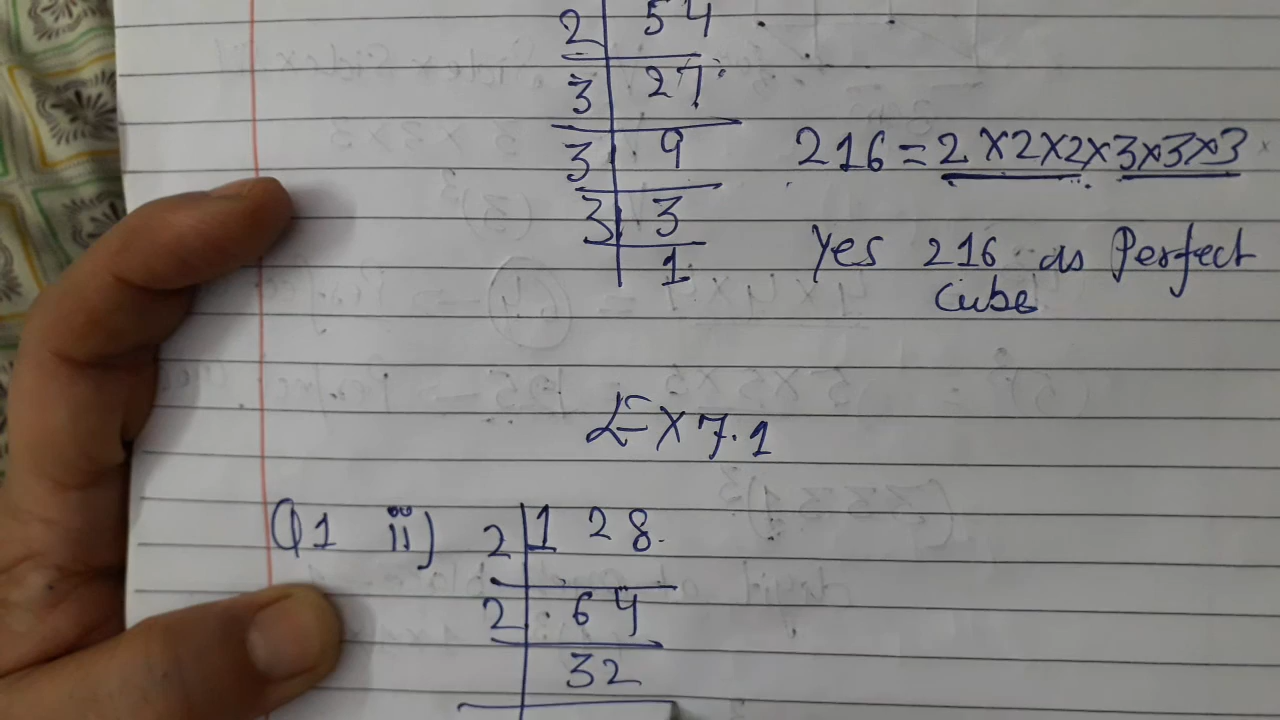 2 | 54
3 | 27
3 | 9
3 | 3
1
216 = 2×2×2×3×3×3
Yes 216 is Perfect
Cube
Ex 7.1
Q1 ii) 2 | 128
2 | 64
32